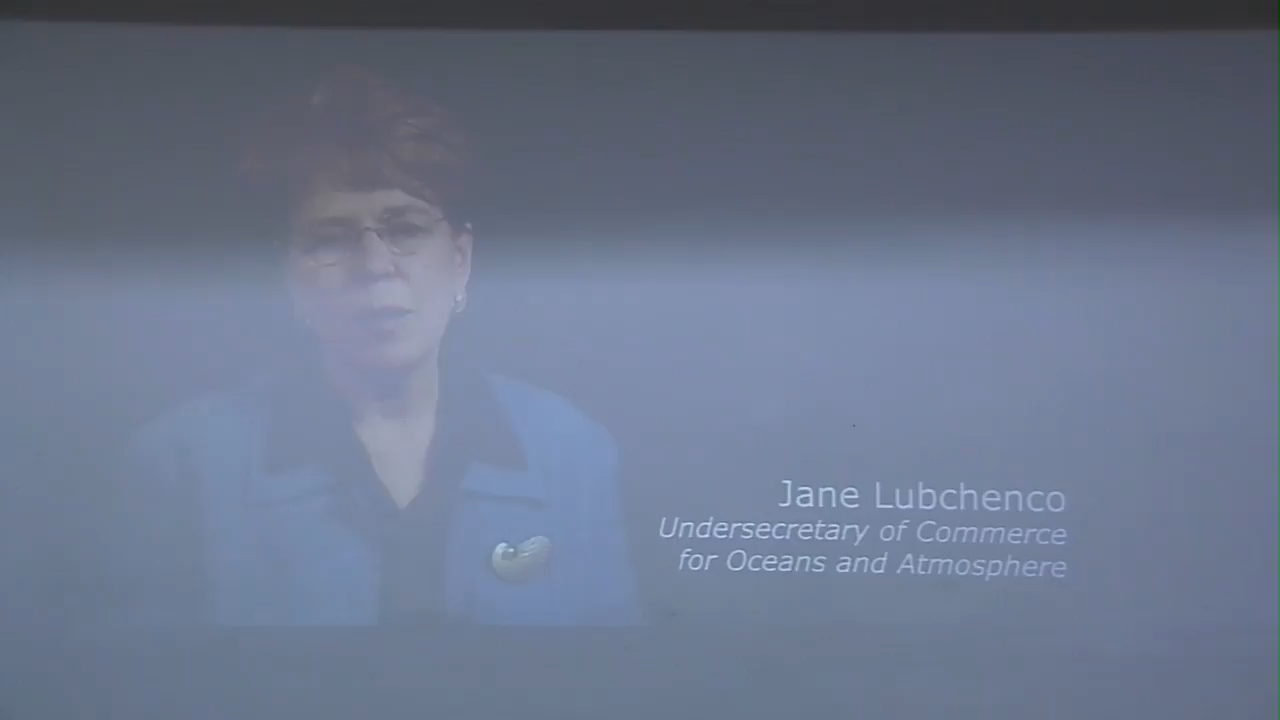 Jane Lubchenco
Undersecretary of Commerce
for Oceans and Atmosphere